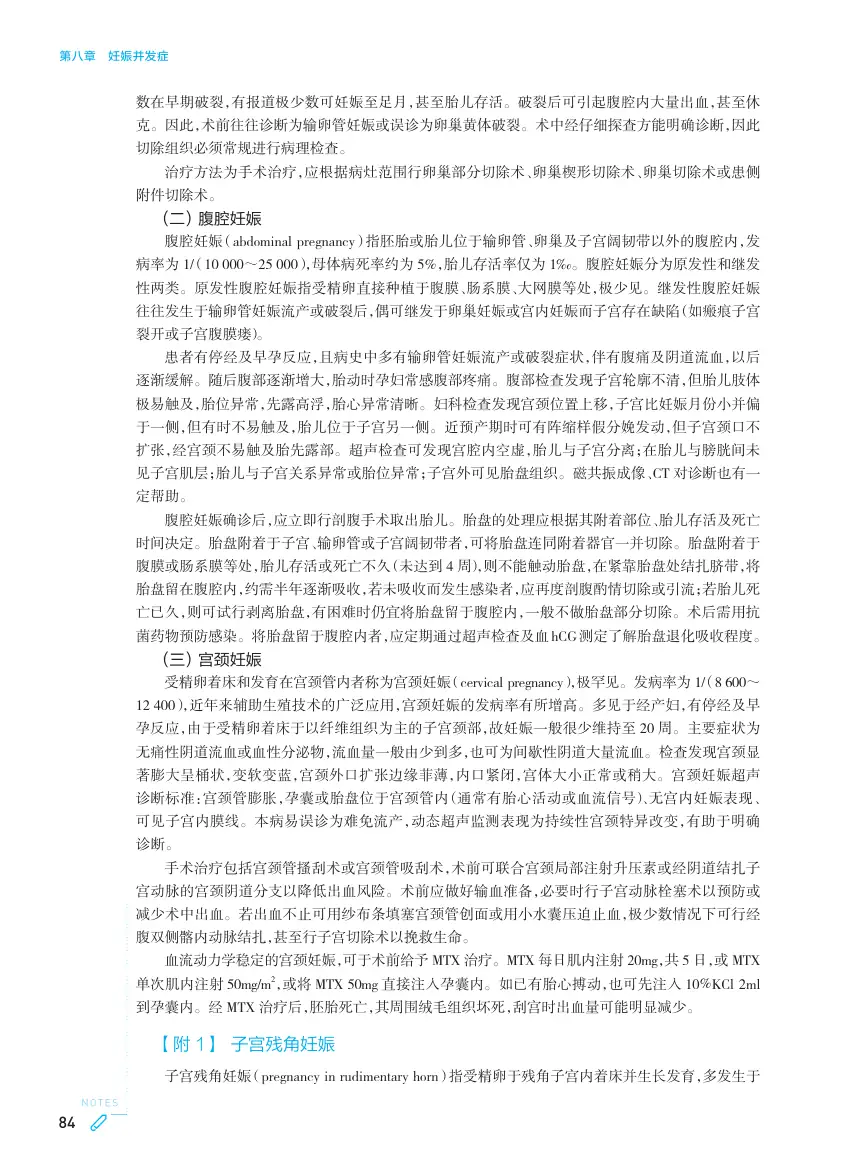 第八章 妊娠并发症
数在早期破裂,有报道极少数可妊娠至足月,甚至胎儿存活。破裂后可引起腹腔内大量出血,甚至休
克。因此,术前往往诊断为输卵管妊娠或误诊为卵巢黄体破裂。术中经仔细探查方能明确诊断,因此
切除组织必须常规进行病理检查。
治疗方法为手术治疗,应根据病灶范围行卵巢部分切除术、卵巢楔形切除术、卵巢切除术或患侧
附件切除术。
（二）腹腔妊娠
腹腔妊娠（abdominal pregnancy）指胚胎或胎儿位于输卵管、卵巢及子宫阔韧带以外的腹腔内,发
病率为 1/（10 000～25 000）,母体病死率约为 5%,胎儿存活率仅为 1‰。腹腔妊娠分为原发性和继发
性两类。原发性腹腔妊娠指受精卵直接种植于腹膜、肠系膜、大网膜等处,极少见。继发性腹腔妊娠
往往发生于输卵管妊娠流产或破裂后,偶可继发于卵巢妊娠或宫内妊娠而子宫存在缺陷（如瘢痕子宫
裂开或子宫腹膜瘘）。
患者有停经及早孕反应,且病史中多有输卵管妊娠流产或破裂症状,伴有腹痛及阴道流血,以后
逐渐缓解。随后腹部逐渐增大,胎动时孕妇常感腹部疼痛。腹部检查发现子宫轮廓不清,但胎儿肢体
极易触及,胎位异常,先露高浮,胎心异常清晰。妇科检查发现宫颈位置上移,子宫比妊娠月份小并偏
于一侧,但有时不易触及,胎儿位于子宫另一侧。近预产期时可有阵缩样假分娩发动,但子宫颈口不
扩张,经宫颈不易触及胎先露部。超声检查可发现宫腔内空虚,胎儿与子宫分离;在胎儿与膀胱间未
见子宫肌层;胎儿与子宫关系异常或胎位异常;子宫外可见胎盘组织。磁共振成像、CT 对诊断也有一
定帮助。
腹腔妊娠确诊后,应立即行剖腹手术取出胎儿。胎盘的处理应根据其附着部位、胎儿存活及死亡
时间决定。胎盘附着于子宫、输卵管或子宫阔韧带者,可将胎盘连同附着器官一并切除。胎盘附着于
腹膜或肠系膜等处,胎儿存活或死亡不久（未达到 4 周）,则不能触动胎盘,在紧靠胎盘处结扎脐带,将
胎盘留在腹腔内,约需半年逐渐吸收,若未吸收而发生感染者,应再度剖腹酌情切除或引流;若胎儿死
亡已久,则可试行剥离胎盘,有困难时仍宜将胎盘留于腹腔内,一般不做胎盘部分切除。术后需用抗
菌药物预防感染。将胎盘留于腹腔内者,应定期通过超声检查及血 hCG 测定了解胎盘退化吸收程度。
（三）宫颈妊娠
受精卵着床和发育在宫颈管内者称为宫颈妊娠（cervical pregnancy）,极罕见。发病率为 1/（8 600～
12 400）,近年来辅助生殖技术的广泛应用,宫颈妊娠的发病率有所增高。多见于经产妇,有停经及早
孕反应,由于受精卵着床于以纤维组织为主的子宫颈部,故妊娠一般很少维持至 20 周。主要症状为
无痛性阴道流血或血性分泌物,流血量一般由少到多,也可为间歇性阴道大量流血。检查发现宫颈显
著膨大呈桶状,变软变蓝,宫颈外口扩张边缘菲薄,内口紧闭,宫体大小正常或稍大。宫颈妊娠超声
诊断标准:宫颈管膨胀,孕囊或胎盘位于宫颈管内（通常有胎心活动或血流信号）、无宫内妊娠表现、
可见子宫内膜线。本病易误诊为难免流产,动态超声监测表现为持续性宫颈特异改变,有助于明确
诊断。
手术治疗包括宫颈管搔刮术或宫颈管吸刮术,术前可联合宫颈局部注射升压素或经阴道结扎子
宫动脉的宫颈阴道分支以降低出血风险。术前应做好输血准备,必要时行子宫动脉栓塞术以预防或
减少术中出血。若出血不止可用纱布条填塞宫颈管创面或用小水囊压迫止血,极少数情况下可行经
腹双侧髂内动脉结扎,甚至行子宫切除术以挽救生命。
血流动力学稳定的宫颈妊娠,可于术前给予 MTX 治疗。MTX 每日肌内注射 20mg,共 5 日,或 MTX
单次肌内注射 50mg/m²,或将 MTX 50mg 直接注入孕囊内。如已有胎心搏动,也可先注入 10%KCl 2ml
到孕囊内。经 MTX 治疗后,胚胎死亡,其周围绒毛组织坏死,刮宫时出血量可能明显减少。
【附 1】 子宫残角妊娠
子宫残角妊娠（pregnancy in rudimentary horn）指受精卵于残角子宫内着床并生长发育,多发生于
NOTES
84